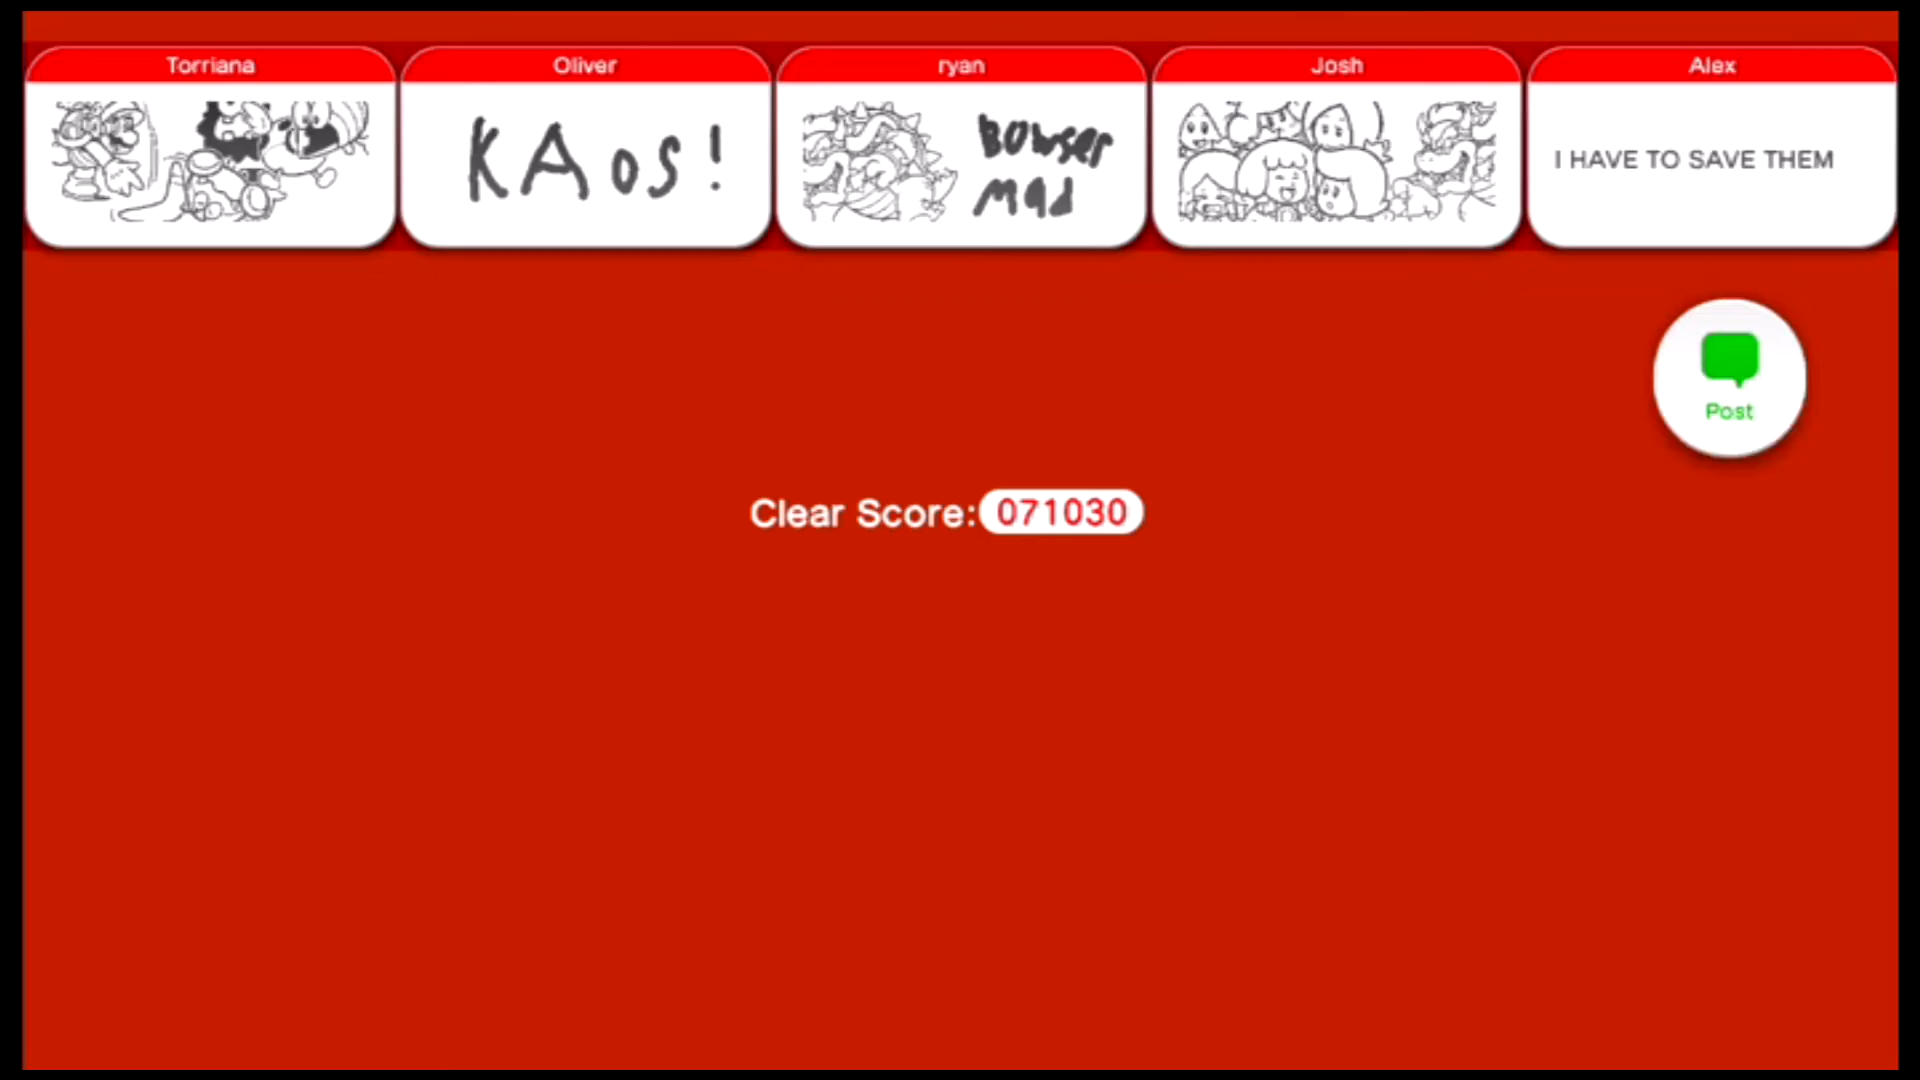 Torriana
Oliver
ryan
Josh
Alex
KAos!
Bowser
Mad
I HAVE TO SAVE THEM
Post
Clear Score: 071030